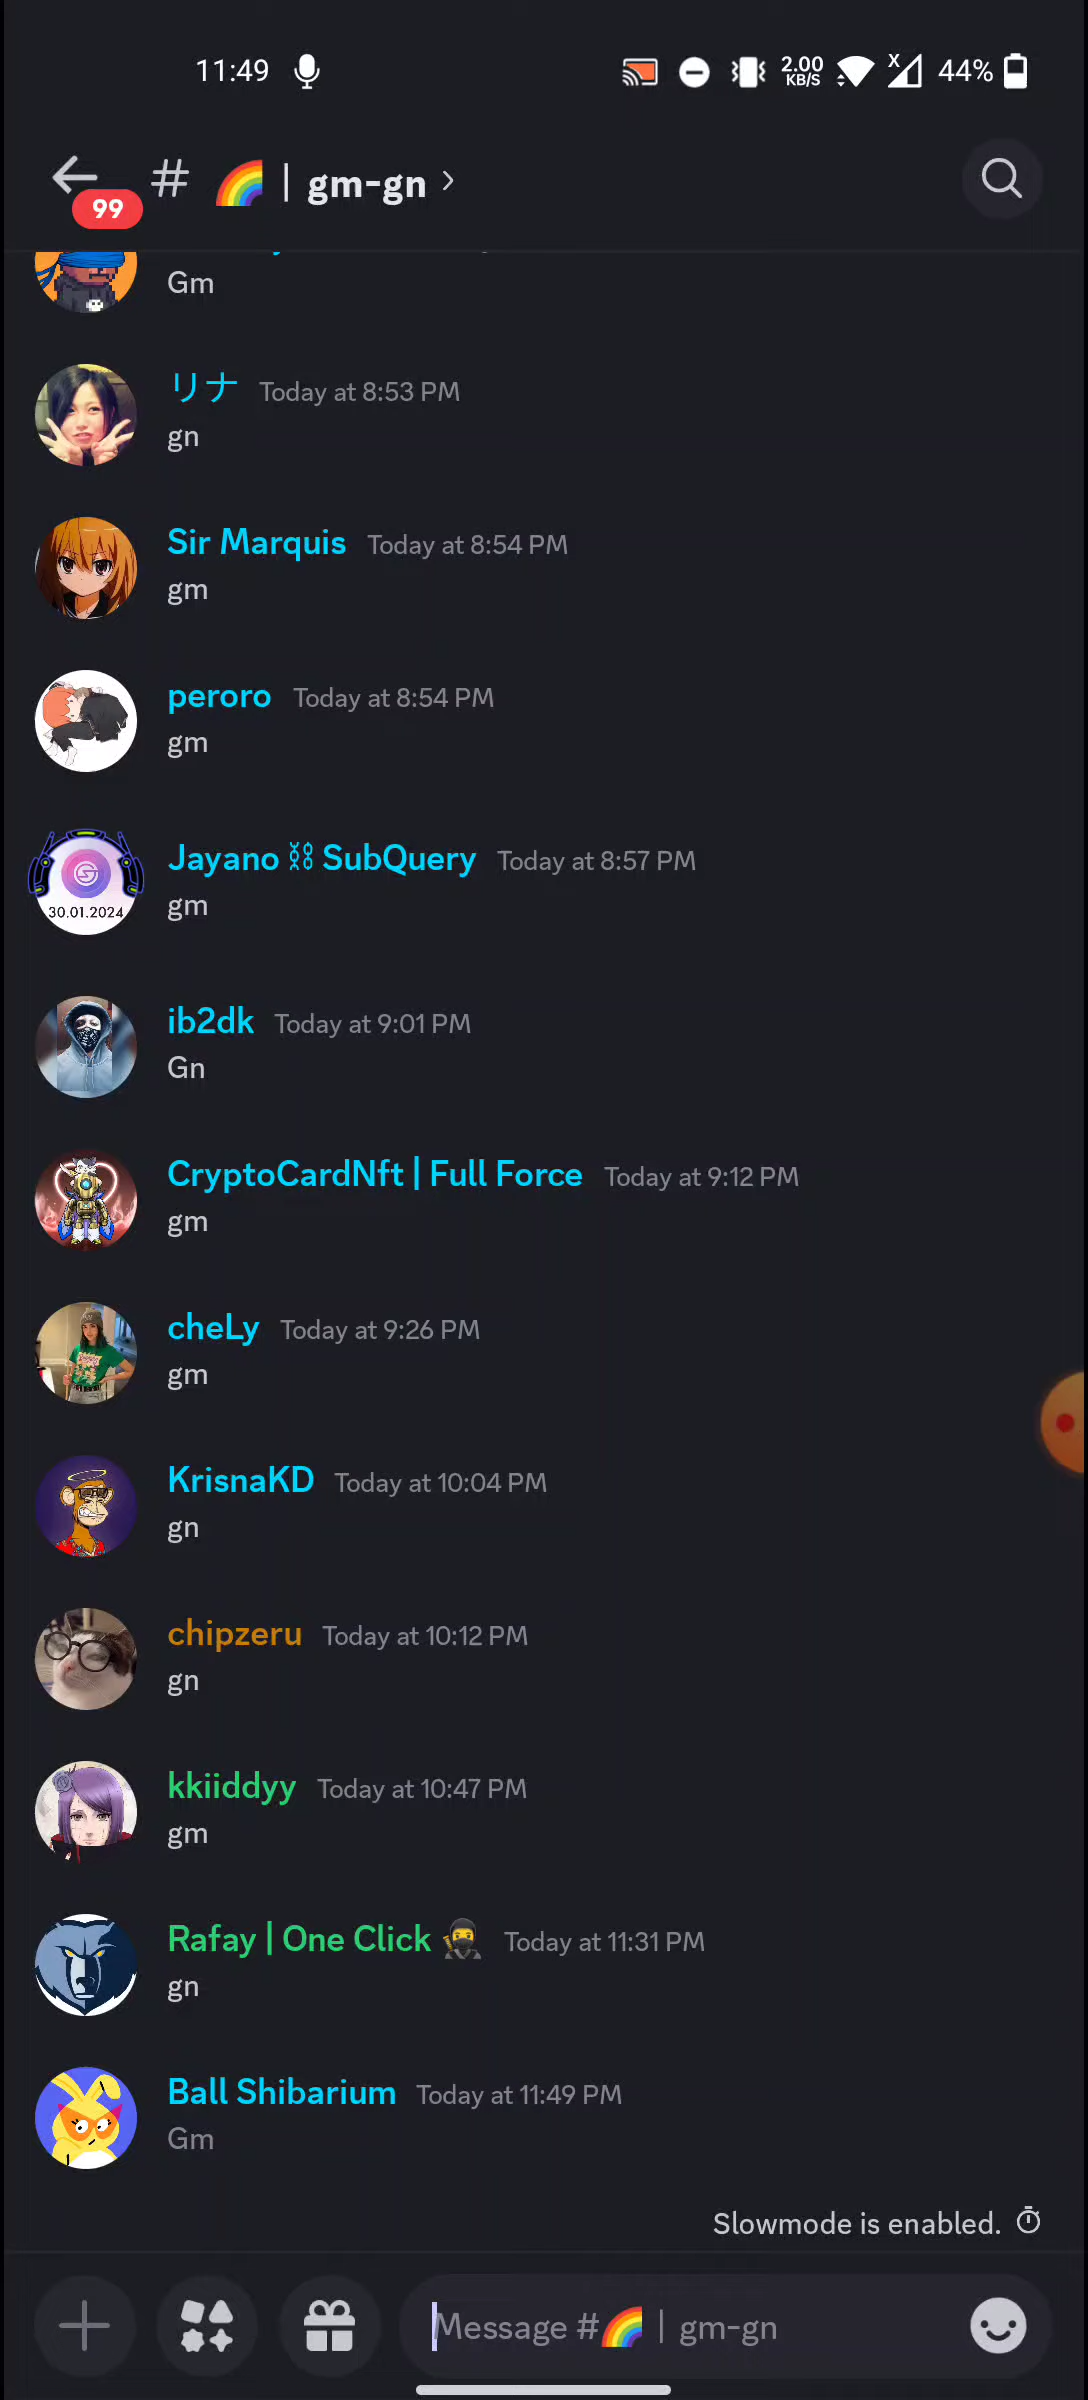 11:49
2.00 KB/S
X
44%
99
# 🌈 | gm-gn ›
Gm
リナ Today at 8:53 PM
gn
Sir Marquis Today at 8:54 PM
gm
peroro Today at 8:54 PM
gm
Jayano ⛓ SubQuery Today at 8:57 PM
30.01.2024
gm
ib2dk Today at 9:01 PM
Gn
CryptoCardNft | Full Force Today at 9:12 PM
gm
cheLy Today at 9:26 PM
gm
KrisnaKD Today at 10:04 PM
gn
chipzeru Today at 10:12 PM
gn
kkiiddyy Today at 10:47 PM
gm
Rafay | One Click 🥷 Today at 11:31 PM
gn
Ball Shibarium Today at 11:49 PM
Gm
Slowmode is enabled.
Message #🌈 | gm-gn